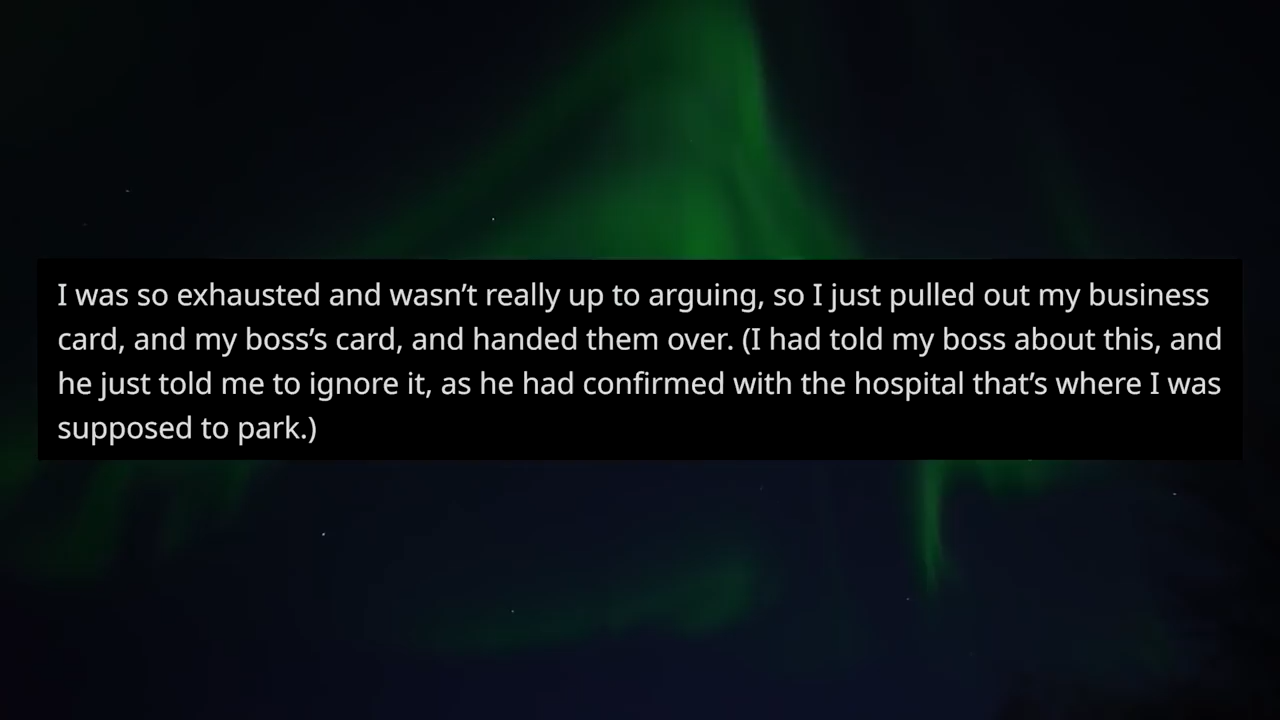 I was so exhausted and wasn’t really up to arguing, so I just pulled out my business
card, and my boss’s card, and handed them over. (I had told my boss about this, and
he just told me to ignore it, as he had confirmed with the hospital that’s where I was
supposed to park.)